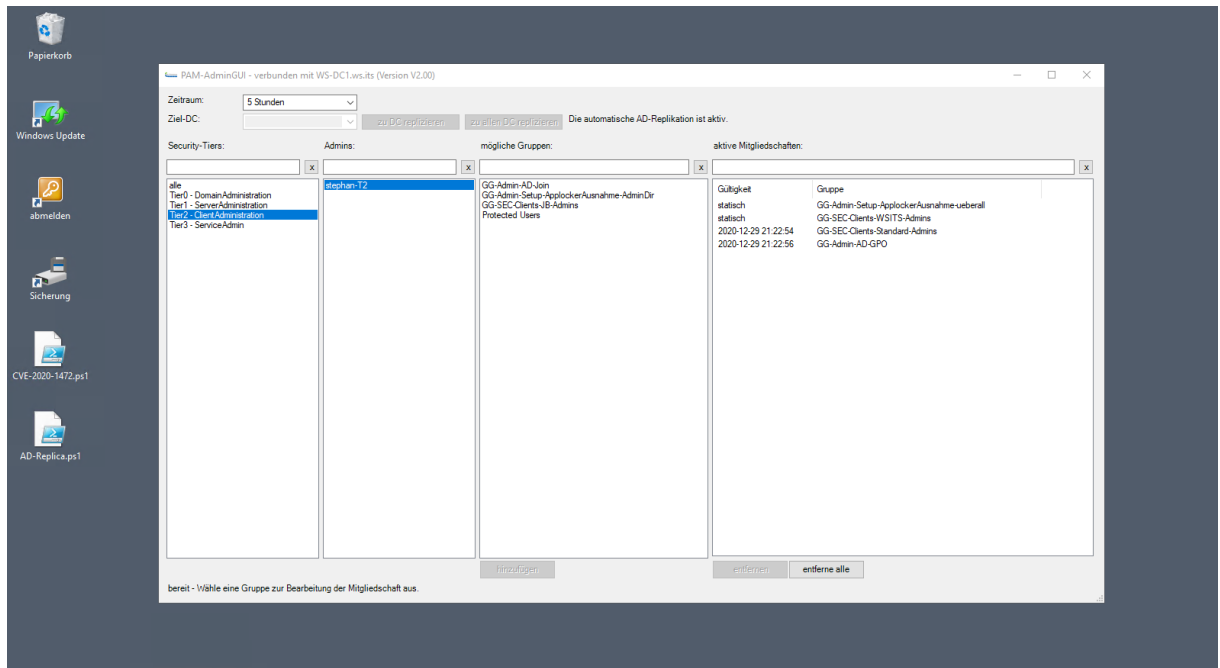 Papierkorb
Windows Update
abmelden
Sicherung
CVE-2020-1472.ps1
AD-Replica.ps1
PAM-AdminGUI - verbunden mit WS-DC1.ws.its (Version V2.00)
Zeitraum: 5 Stunden
Ziel-DC: zu DC replizieren zu allen DC replizieren Die automatische AD-Replikation ist aktiv.
Security-Tiers: Admins: mögliche Gruppen: aktive Mitgliedschaften:
x x x x
alle
Tier0 - DomainAdministration
Tier1 - ServerAdministration
Tier2 - ClientAdministration
Tier3 - ServiceAdmin
stephan-T2
GG-Admin-AD-Join
GG-Admin-Setup-ApplockerAusnahme-AdminDir
GG-SEC-Clients-JB-Admins
Protected Users
Gültigkeit Gruppe
statisch GG-Admin-Setup-ApplockerAusnahme-ueberall
statisch GG-SEC-Clients-WSITS-Admins
2020-12-29 21:22:54 GG-SEC-Clients-Standard-Admins
2020-12-29 21:22:56 GG-Admin-AD-GPO
hinzufügen entfernen entferne alle
bereit - Wähle eine Gruppe zur Bearbeitung der Mitgliedschaft aus.